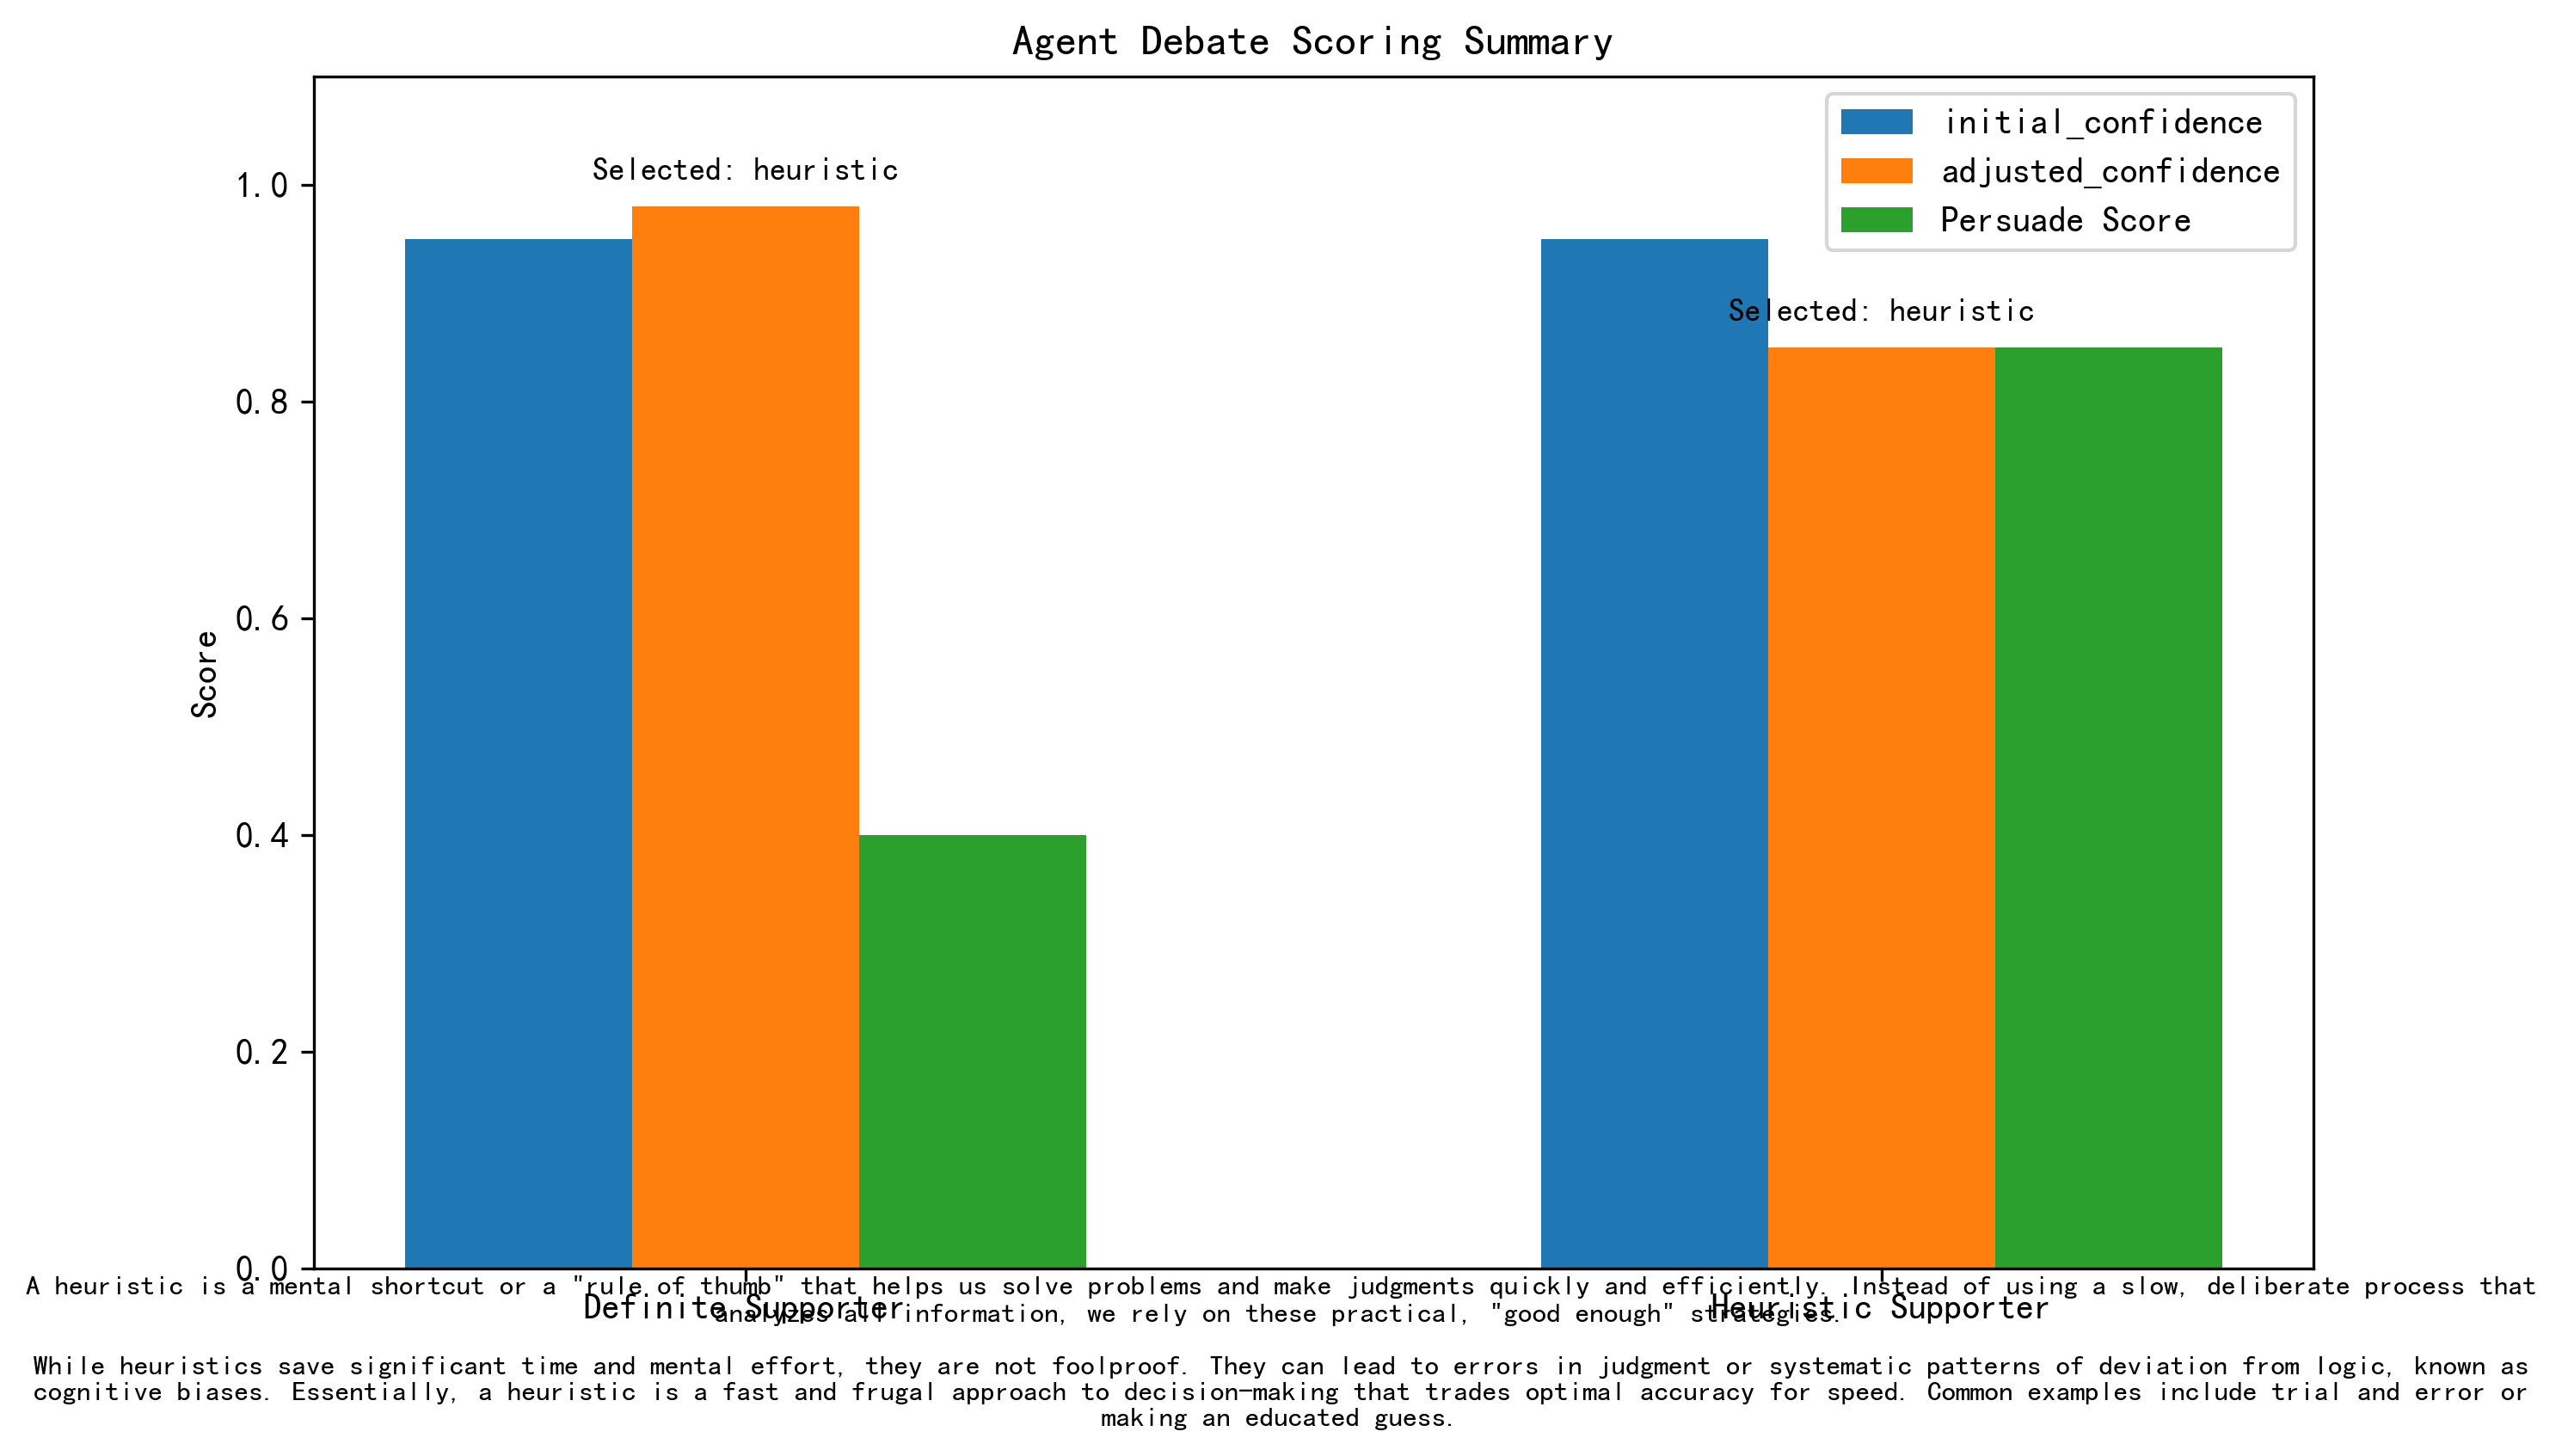 Agent Debate Scoring Summary
initial_confidence
adjusted_confidence
Persuade Score
Selected: heuristic
Selected: heuristic
1.0
0.8
0.6
0.4
0.2
0.0
Score
Definite Supporter
Heuristic Supporter
A heuristic is a mental shortcut or a "rule of thumb" that helps us solve problems and make judgments quickly and efficiently. Instead of using a slow, deliberate process that
analyzes all information, we rely on these practical, "good enough" strategies.
While heuristics save significant time and mental effort, they are not foolproof. They can lead to errors in judgment or systematic patterns of deviation from logic, known as
cognitive biases. Essentially, a heuristic is a fast and frugal approach to decision-making that trades optimal accuracy for speed. Common examples include trial and error or
making an educated guess.